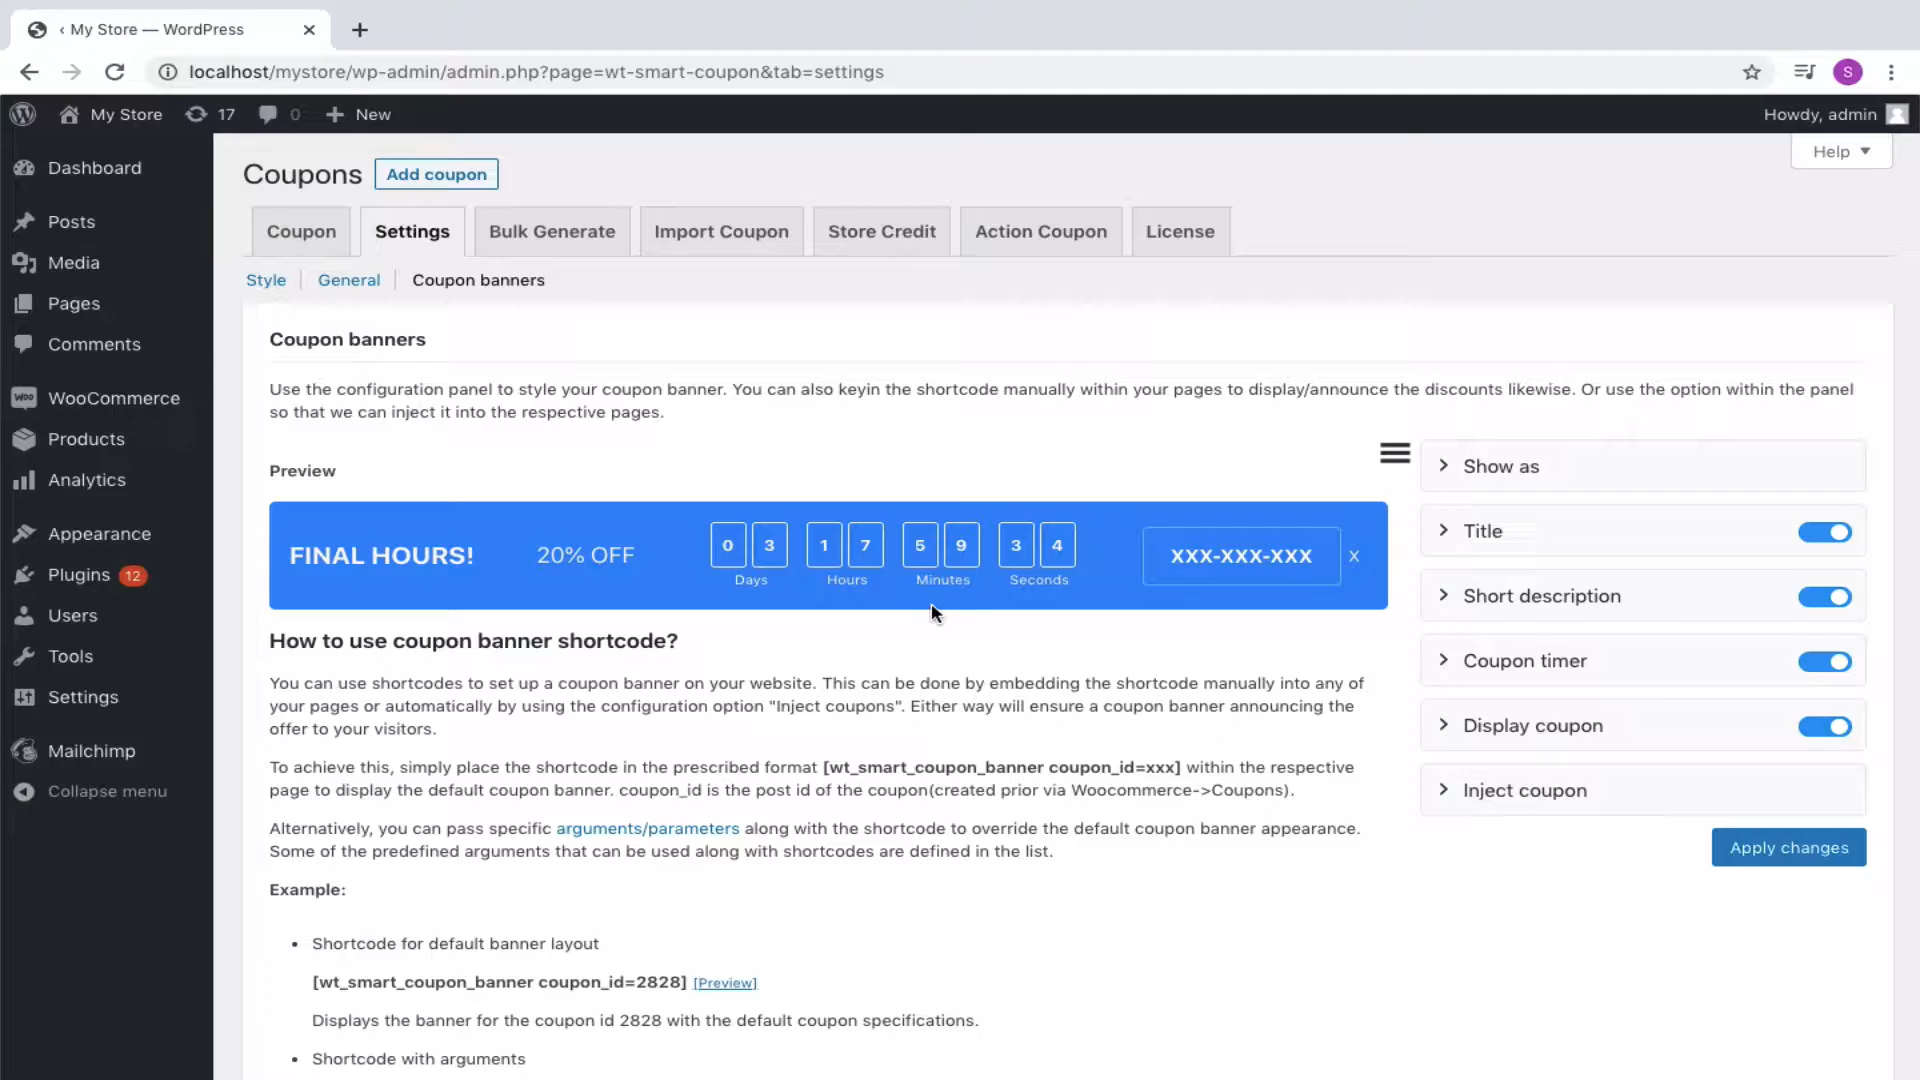 ‹ My Store — WordPress
localhost/mystore/wp-admin/admin.php?page=wt-smart-coupon&tab=settings
S
My Store 17 0 New
Howdy, admin
Help
Dashboard
Posts
Media
Pages
Comments
WooCommerce
Products
Analytics
Appearance
Plugins 12
Users
Tools
Settings
Mailchimp
Collapse menu
Coupons Add coupon
Coupon Settings Bulk Generate Import Coupon Store Credit Action Coupon License
Style | General | Coupon banners
Coupon banners
Use the configuration panel to style your coupon banner. You can also keyin the shortcode manually within your pages to display/announce the discounts likewise. Or use the option within the panel
so that we can inject it into the respective pages.
Preview
FINAL HOURS! 20% OFF 0 3 1 7 5 9 3 4 XXX-XXX-XXX X
Days Hours Minutes Seconds
How to use coupon banner shortcode?
You can use shortcodes to set up a coupon banner on your website. This can be done by embedding the shortcode manually into any of
your pages or automatically by using the configuration option "Inject coupons". Either way will ensure a coupon banner announcing the
offer to your visitors.
To achieve this, simply place the shortcode in the prescribed format [wt_smart_coupon_banner coupon_id=xxx] within the respective
page to display the default coupon banner. coupon_id is the post id of the coupon(created prior via Woocommerce->Coupons).
Alternatively, you can pass specific arguments/parameters along with the shortcode to override the default coupon banner appearance.
Some of the predefined arguments that can be used along with shortcodes are defined in the list.
Example:
• Shortcode for default banner layout
[wt_smart_coupon_banner coupon_id=2828] [Preview]
Displays the banner for the coupon id 2828 with the default coupon specifications.
• Shortcode with arguments
Show as
Title
Short description
Coupon timer
Display coupon
Inject coupon
Apply changes